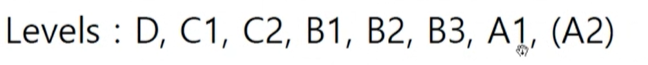 Levels : D, C1, C2, B1, B2, B3, A1, (A2)